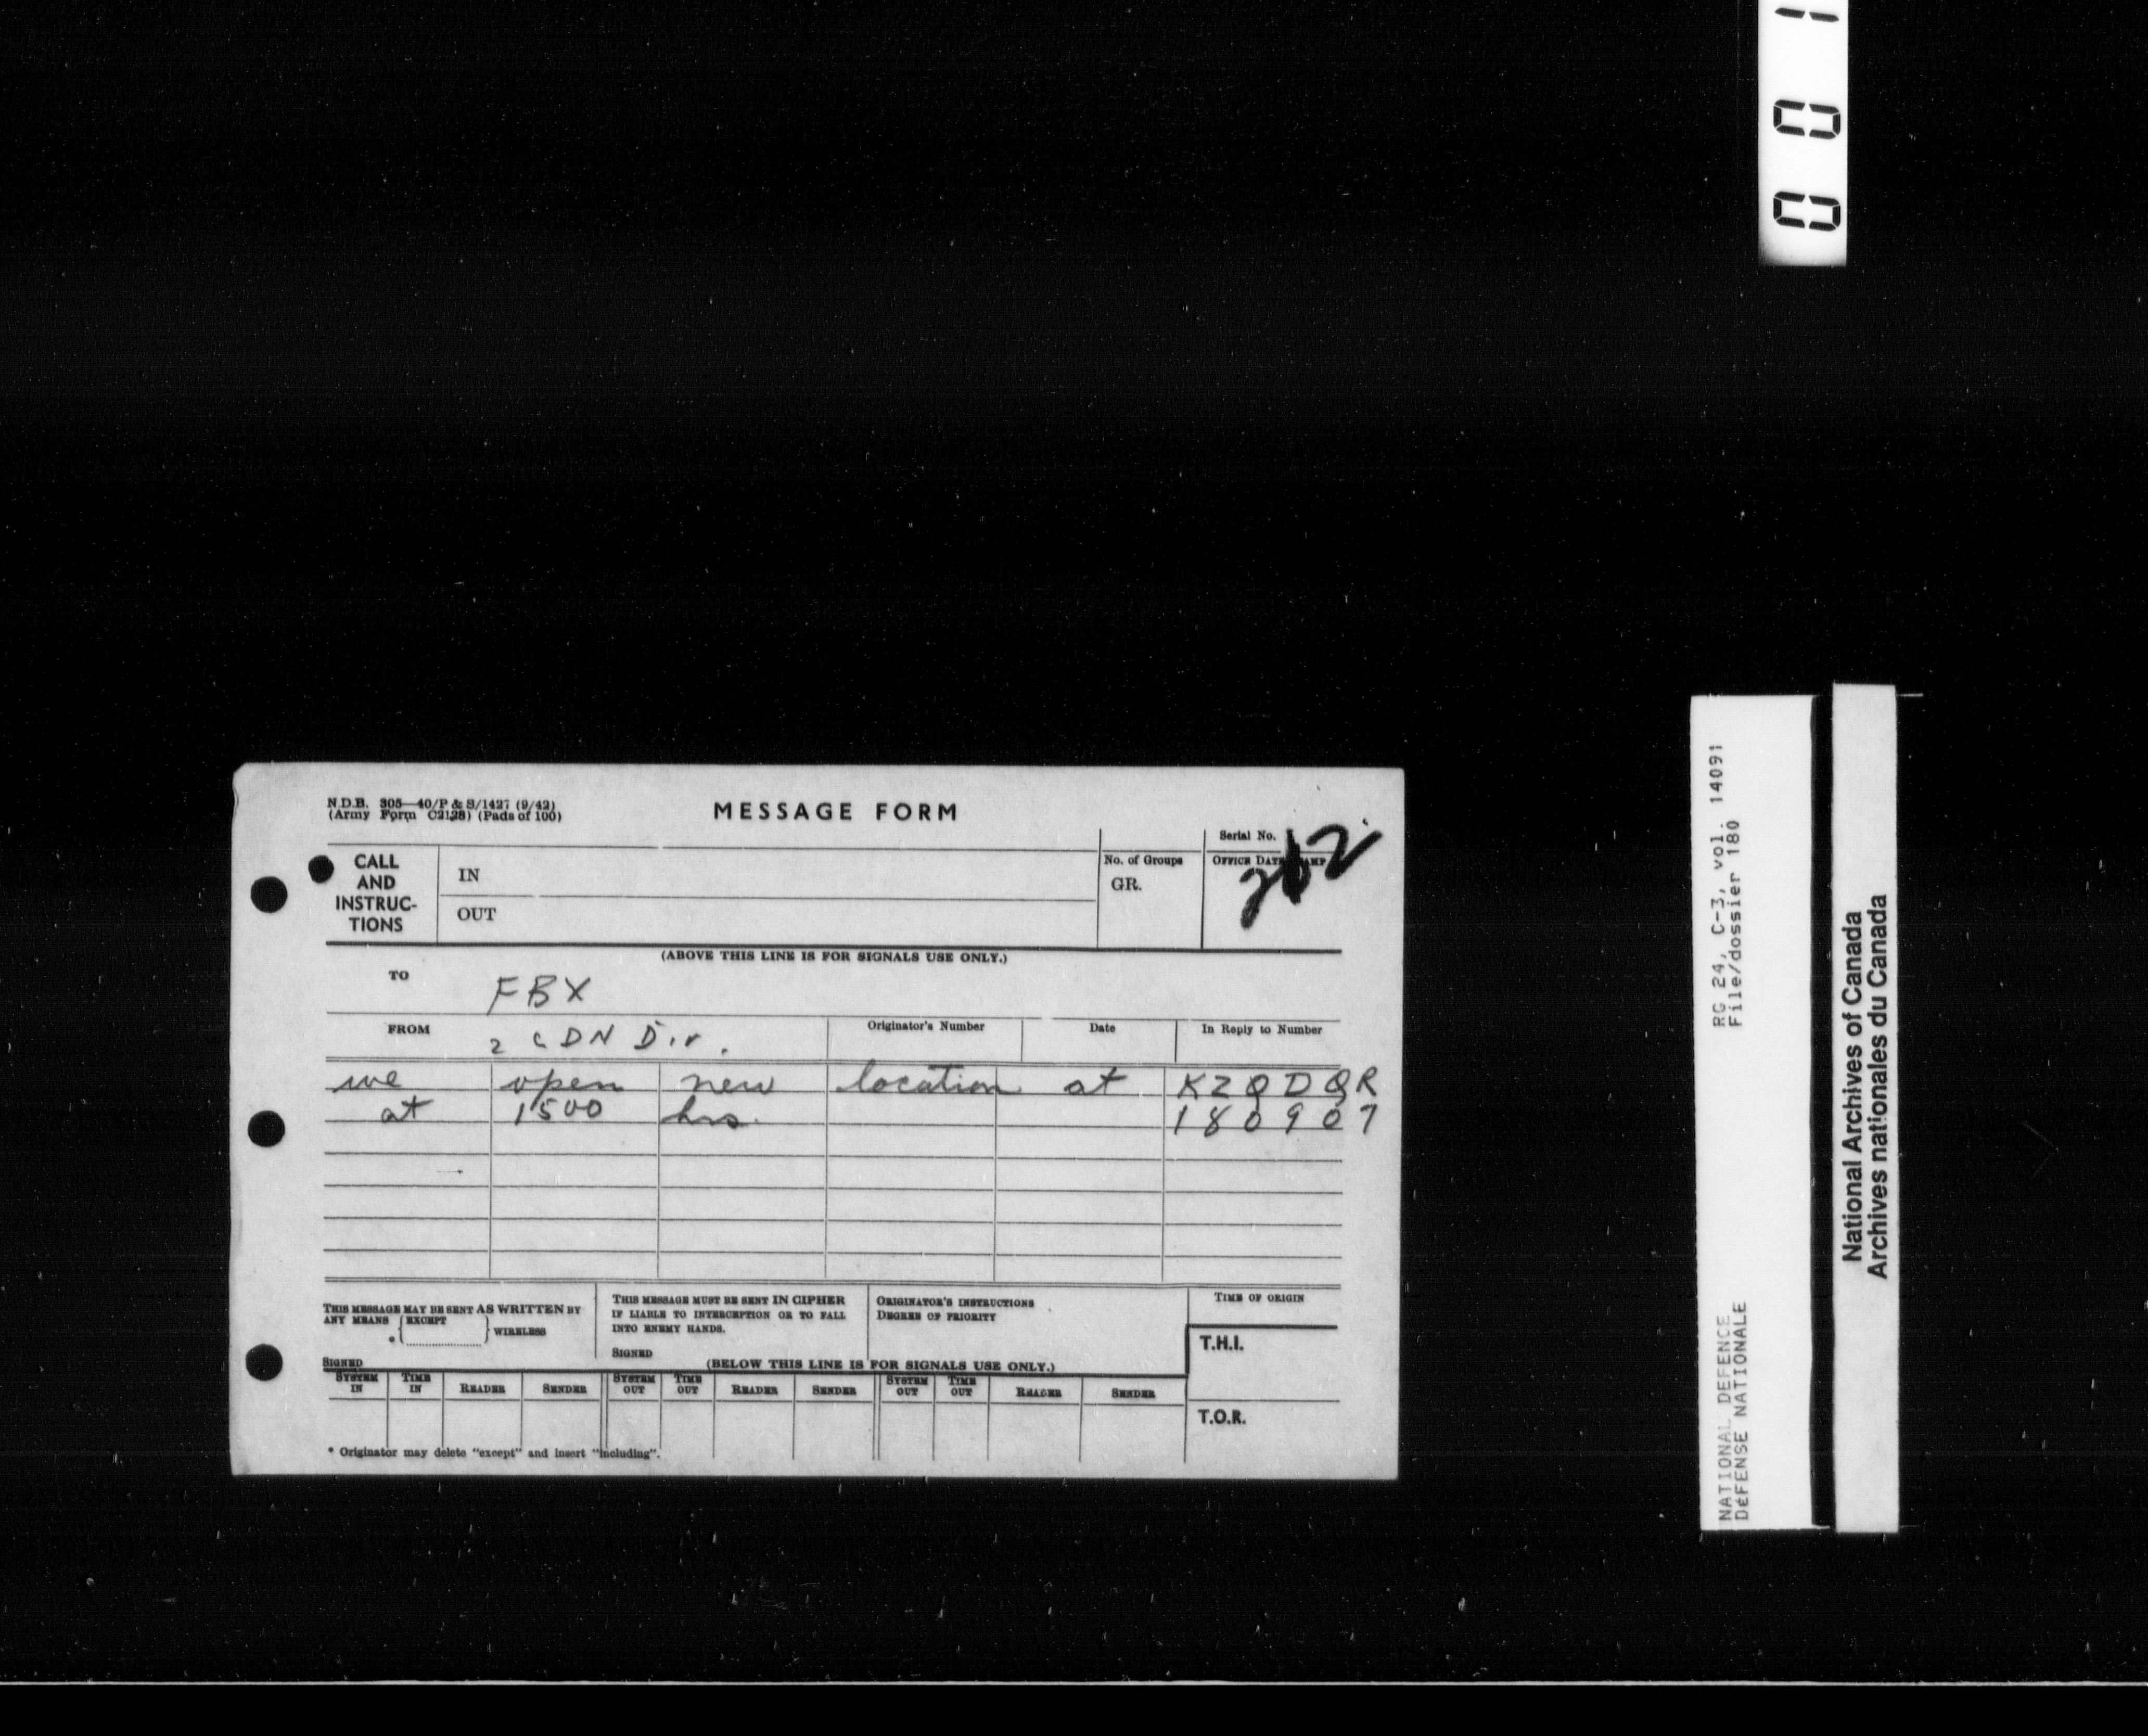 0 0 1
N.D.B. 305—40/P & S/1427 (9/42)
(Army Form C2128) (Pads of 100)
MESSAGE FORM
Serial No.
CALL AND INSTRUC- TIONS
IN
OUT
No. of Groups
GR.
OFFICE DATE STAMP
262
(ABOVE THIS LINE IS FOR SIGNALS USE ONLY.)
TO
FBX
FROM
2 CDN Div.
Originator's Number
Date
In Reply to Number
we open new location at KZQDQR
at 1500 hrs. 180907
THIS MESSAGE MAY BE SENT AS WRITTEN BY
ANY MEANS { EXCEPT
* } WIRELESS
SIGNED
THIS MESSAGE MUST BE SENT IN CIPHER
IF LIABLE TO INTERCEPTION OR TO FALL
INTO ENEMY HANDS.
SIGNED
ORIGINATOR'S INSTRUCTIONS
DEGREE OF PRIORITY
TIME OF ORIGIN
T.H.I.
(BELOW THIS LINE IS FOR SIGNALS USE ONLY.)
SYSTEM IN TIME IN READER SENDER SYSTEM OUT TIME OUT READER SENDER SYSTEM OUT TIME OUT READER SENDER
T.O.R.
* Originator may delete "except" and insert "including".
NATIONAL DEFENCE RG 24, C-3, vol. 14091
DéFENSE NATIONALE File/dossier 180
National Archives of Canada
Archives nationales du Canada